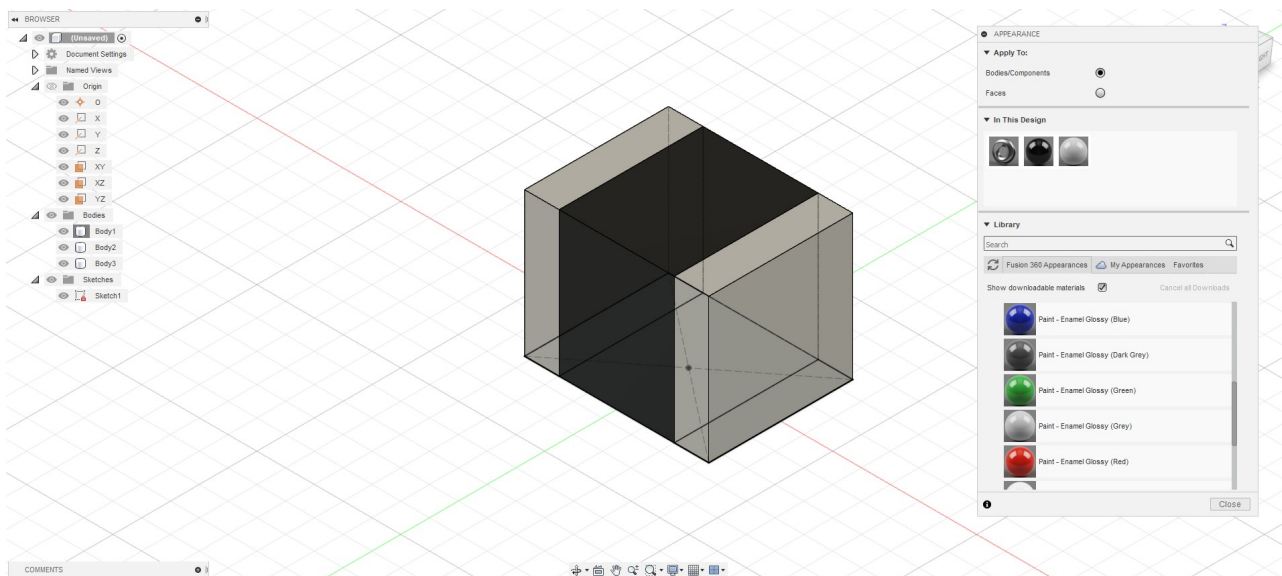 BROWSER
(Unsaved)
Document Settings
Named Views
Origin
O
X
Y
Z
XY
XZ
YZ
Bodies
Body1
Body2
Body3
Sketches
Sketch1
COMMENTS
APPEARANCE
Apply To:
Bodies/Components
Faces
In This Design
Library
Search
Fusion 360 Appearances My Appearances Favorites
Show downloadable materials Cancel all Downloads
Paint - Enamel Glossy (Blue)
Paint - Enamel Glossy (Dark Grey)
Paint - Enamel Glossy (Green)
Paint - Enamel Glossy (Grey)
Paint - Enamel Glossy (Red)
Close